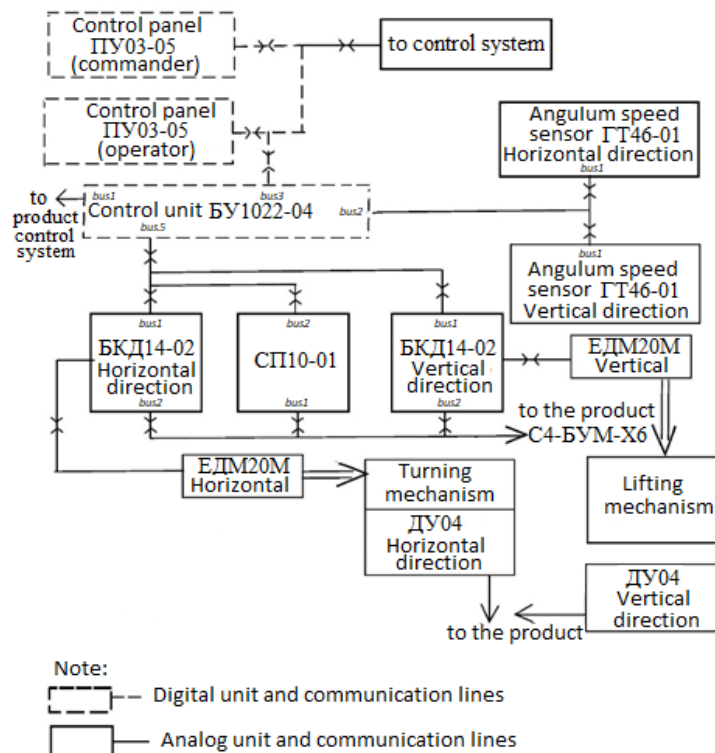 Control panel
ПУ03-05
(commander)
to control system
Control panel
ПУ03-05
(operator)
Angulum speed
sensor ГТ46-01
Horizontal direction
bus1
to
product
control
system
bus1
bus3
Control unit БУ1022-04
bus2
bus5
bus1
Angulum speed
sensor ГТ46-01
Vertical direction
bus1
БКД14-02
Horizontal
direction
bus2
bus2
СП10-01
bus1
bus1
БКД14-02
Vertical
direction
bus2
ЕДМ20М
Vertical
to the product
С4-БУМ-Х6
ЕДМ20М
Horizontal
Turning
mechanism
ДУ04
Horizontal
direction
Lifting
mechanism
ДУ04
Vertical
direction
to the product
Note:
Digital unit and communication lines
Analog unit and communication lines